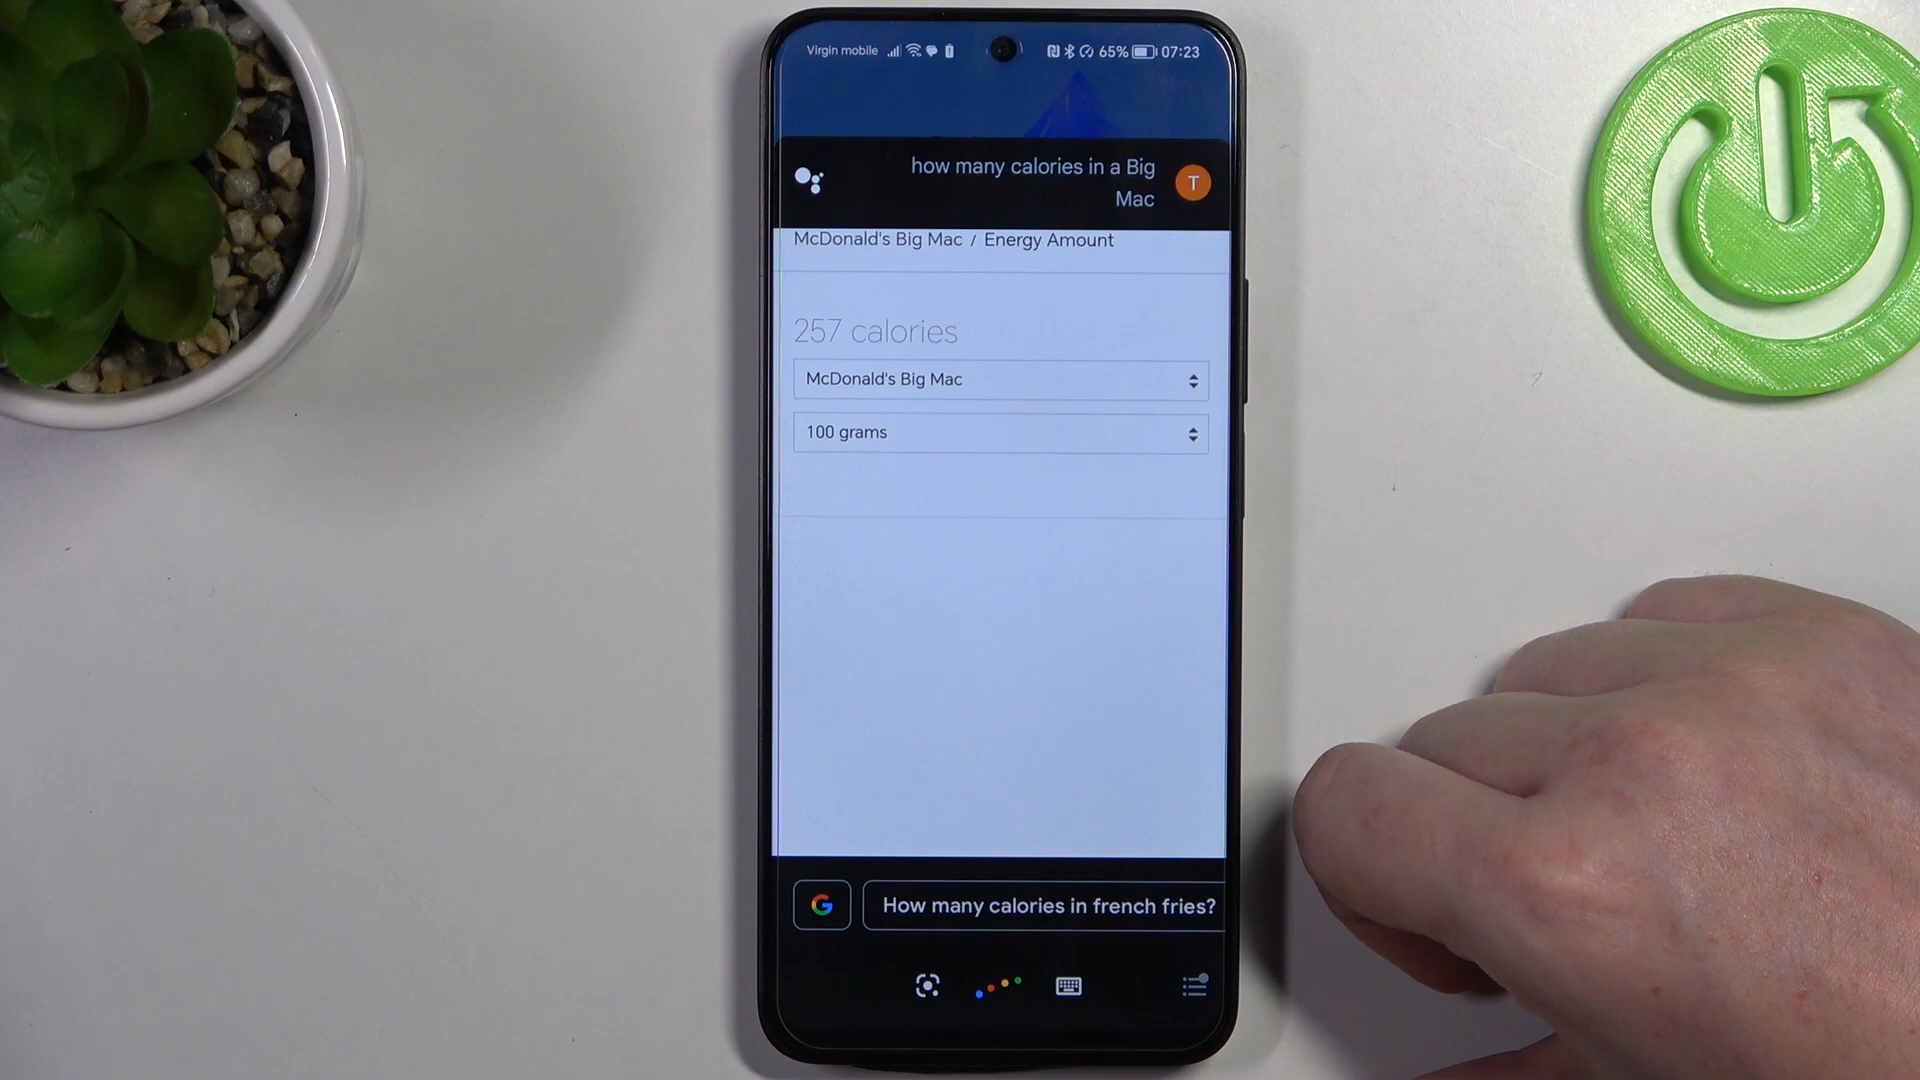 Virgin mobile 65% 07:23
how many calories in a Big
Mac
T
McDonald's Big Mac / Energy Amount
257 calories
McDonald's Big Mac
100 grams
G
How many calories in french fries?